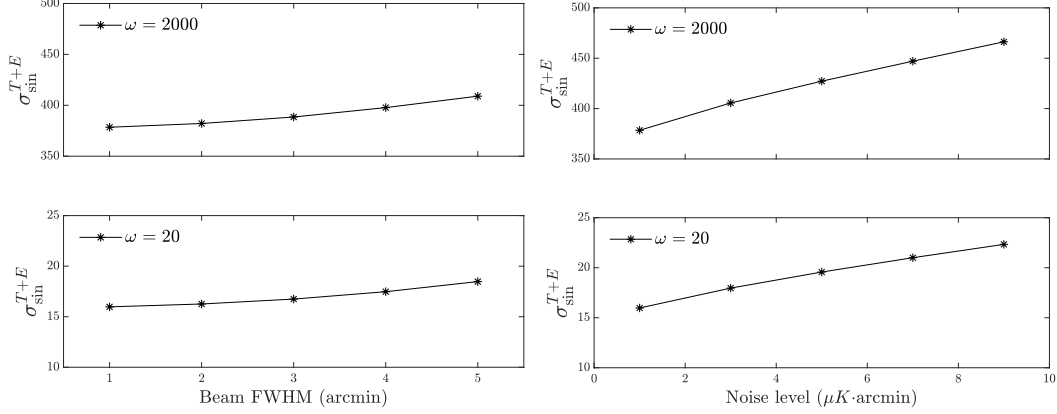 500
450
400
350
σ_sin^{T+E}
ω = 2000
500
450
400
350
σ_sin^{T+E}
ω = 2000
25
20
15
10
σ_sin^{T+E}
ω = 20
1 2 3 4 5
Beam FWHM (arcmin)
25
20
15
10
σ_sin^{T+E}
ω = 20
0 2 4 6 8 10
Noise level (μK·arcmin)